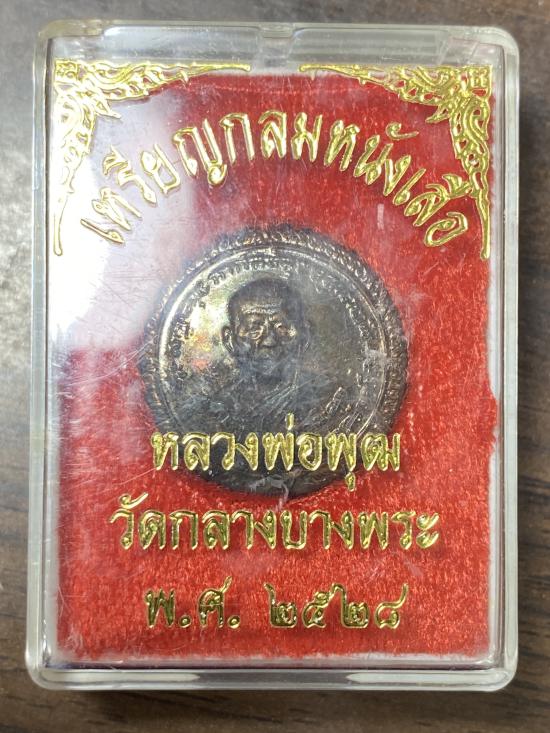 เหรียญกลมหนังเสือ
หลวงพ่อพุฒ
วัดกลางบางพระ
พ.ศ. ๒๕๒๘